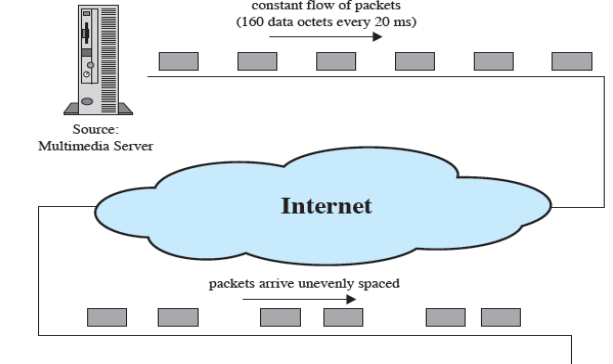 constant flow of packets
(160 data octets every 20 ms)
Source:
Multimedia Server
Internet
packets arrive unevenly spaced